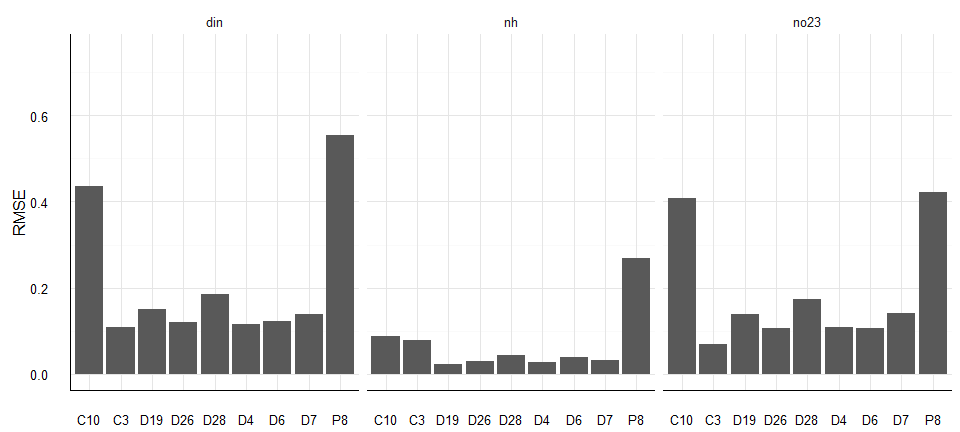 din nh no23
RMSE
0.6
0.4
0.2
0.0
C10 C3 D19 D26 D28 D4 D6 D7 P8 C10 C3 D19 D26 D28 D4 D6 D7 P8 C10 C3 D19 D26 D28 D4 D6 D7 P8